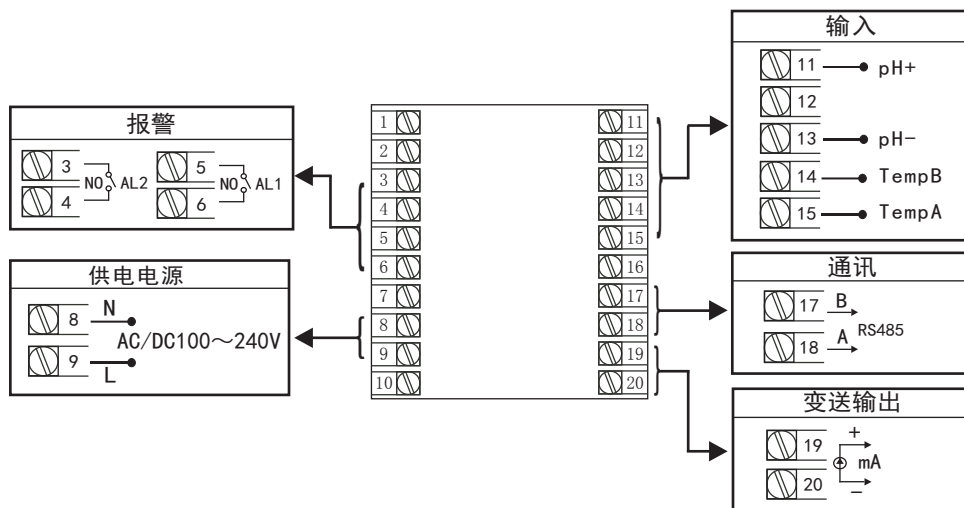 报警
3
NO AL2
4
5
NO AL1
6
供电电源
8 N
AC/DC100～240V
9 L
1
2
3
4
5
6
7
8
9
10
11
12
13
14
15
16
17
18
19
20
输入
11 pH+
12
13 pH-
14 TempB
15 TempA
通讯
17 B
RS485
18 A
变送输出
19 +
mA
20 -